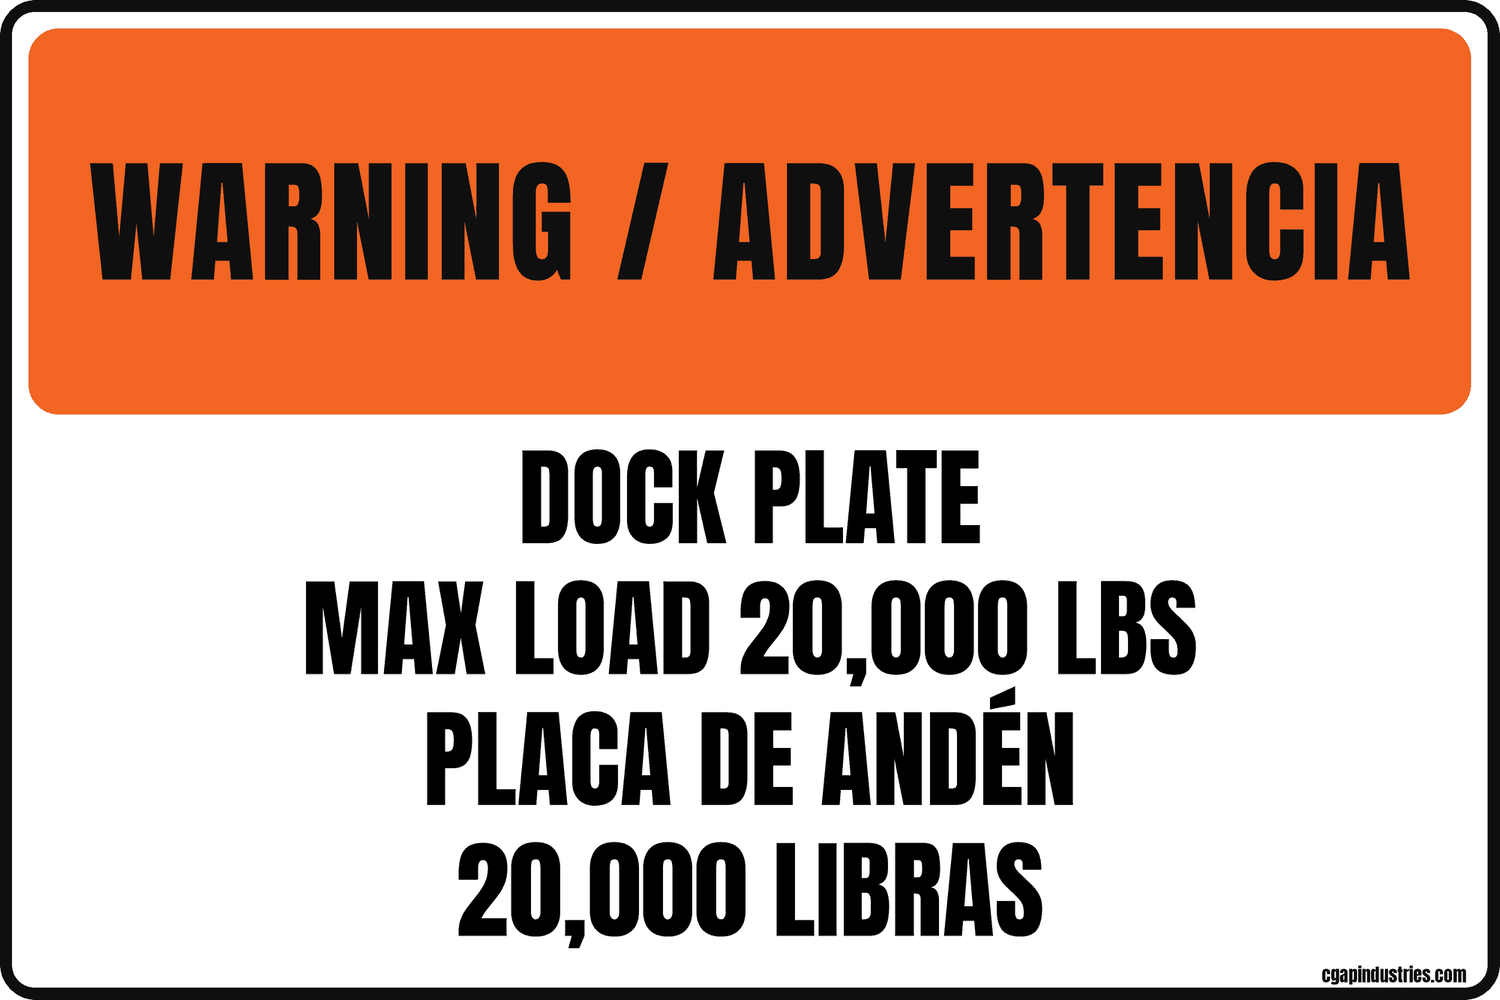 WARNING / ADVERTENCIA
DOCK PLATE
MAX LOAD 20,000 LBS
PLACA DE ANDÉN
20,000 LIBRAS
cgapindustries.com